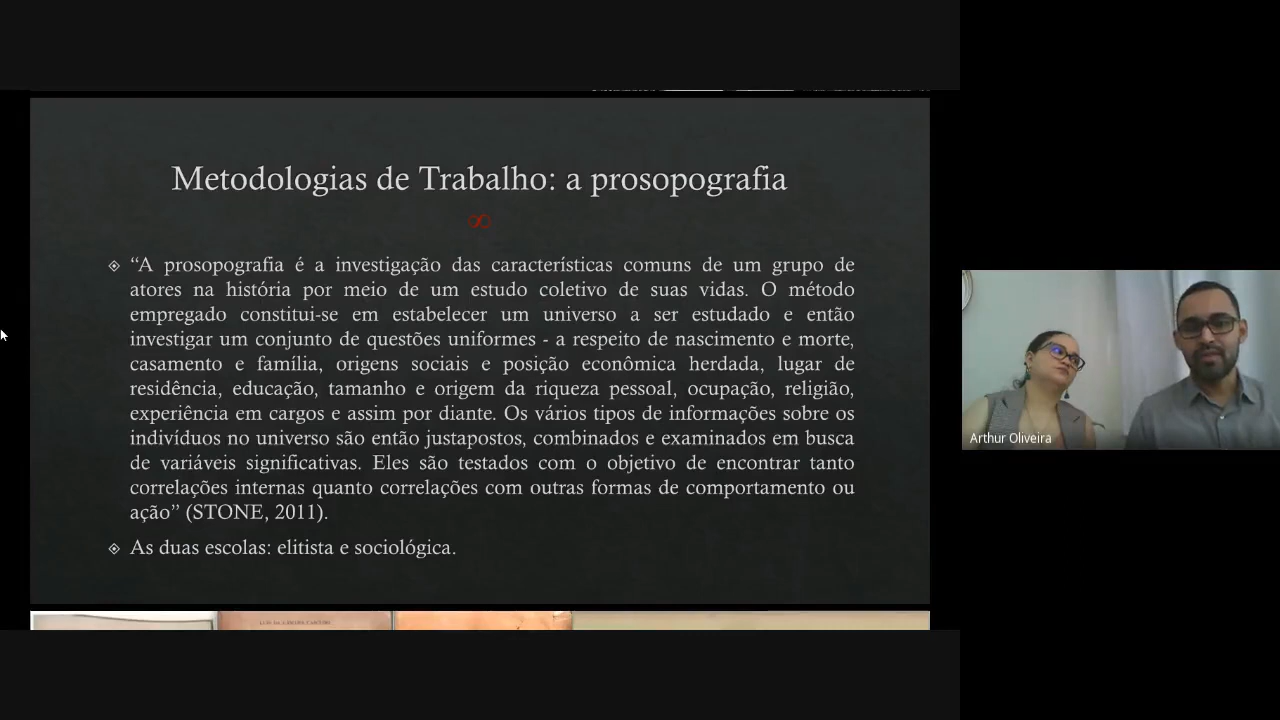 Metodologias de Trabalho: a prosopografia
“A prosopografia é a investigação das características comuns de um grupo de
atores na história por meio de um estudo coletivo de suas vidas. O método
empregado constitui-se em estabelecer um universo a ser estudado e então
investigar um conjunto de questões uniformes - a respeito de nascimento e morte,
casamento e família, origens sociais e posição econômica herdada, lugar de
residência, educação, tamanho e origem da riqueza pessoal, ocupação, religião,
experiência em cargos e assim por diante. Os vários tipos de informações sobre os
indivíduos no universo são então justapostos, combinados e examinados em busca
de variáveis significativas. Eles são testados com o objetivo de encontrar tanto
correlações internas quanto correlações com outras formas de comportamento ou
ação” (STONE, 2011).
As duas escolas: elitista e sociológica.
Arthur Oliveira